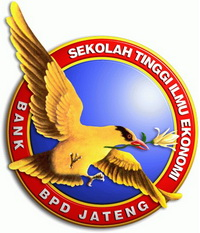 SEKOLAH TINGGI ILMU EKONOMI
BANK BPD JATENG